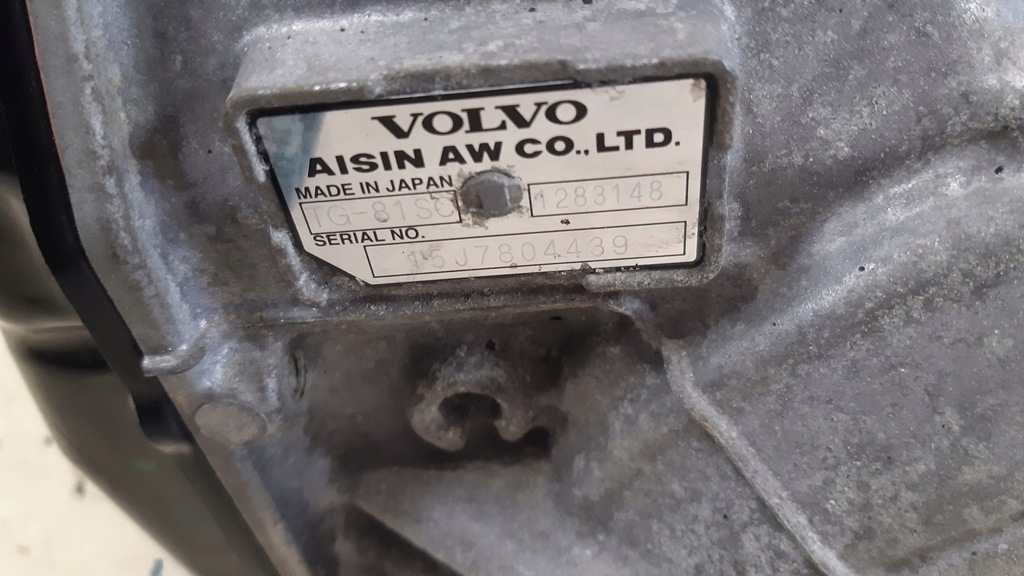 VOLVO
AISIN AW CO.,LTD.
MADE IN JAPAN
TG-81SC 1283148
SERIAL NO.
15J7804439